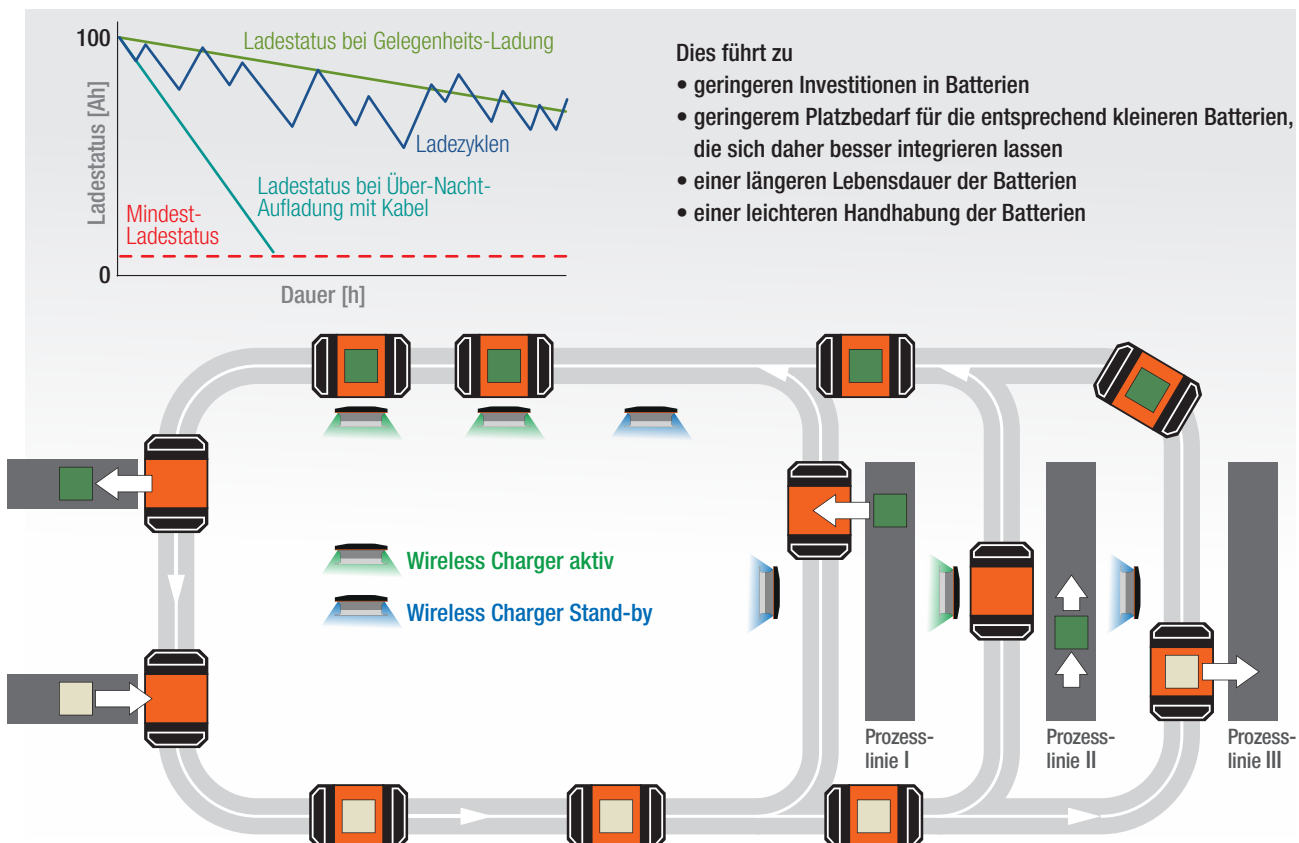 100
Ladestatus bei Gelegenheits-Ladung
Ladestatus [Ah]
Ladezyklen
Ladestatus bei Über-Nacht-
Aufladung mit Kabel
Mindest-
Ladestatus
0
Dauer [h]
Dies führt zu
• geringeren Investitionen in Batterien
• geringerem Platzbedarf für die entsprechend kleineren Batterien,
die sich daher besser integrieren lassen
• einer längeren Lebensdauer der Batterien
• einer leichteren Handhabung der Batterien
Wireless Charger aktiv
Wireless Charger Stand-by
Prozess-
linie I
Prozess-
linie II
Prozess-
linie III